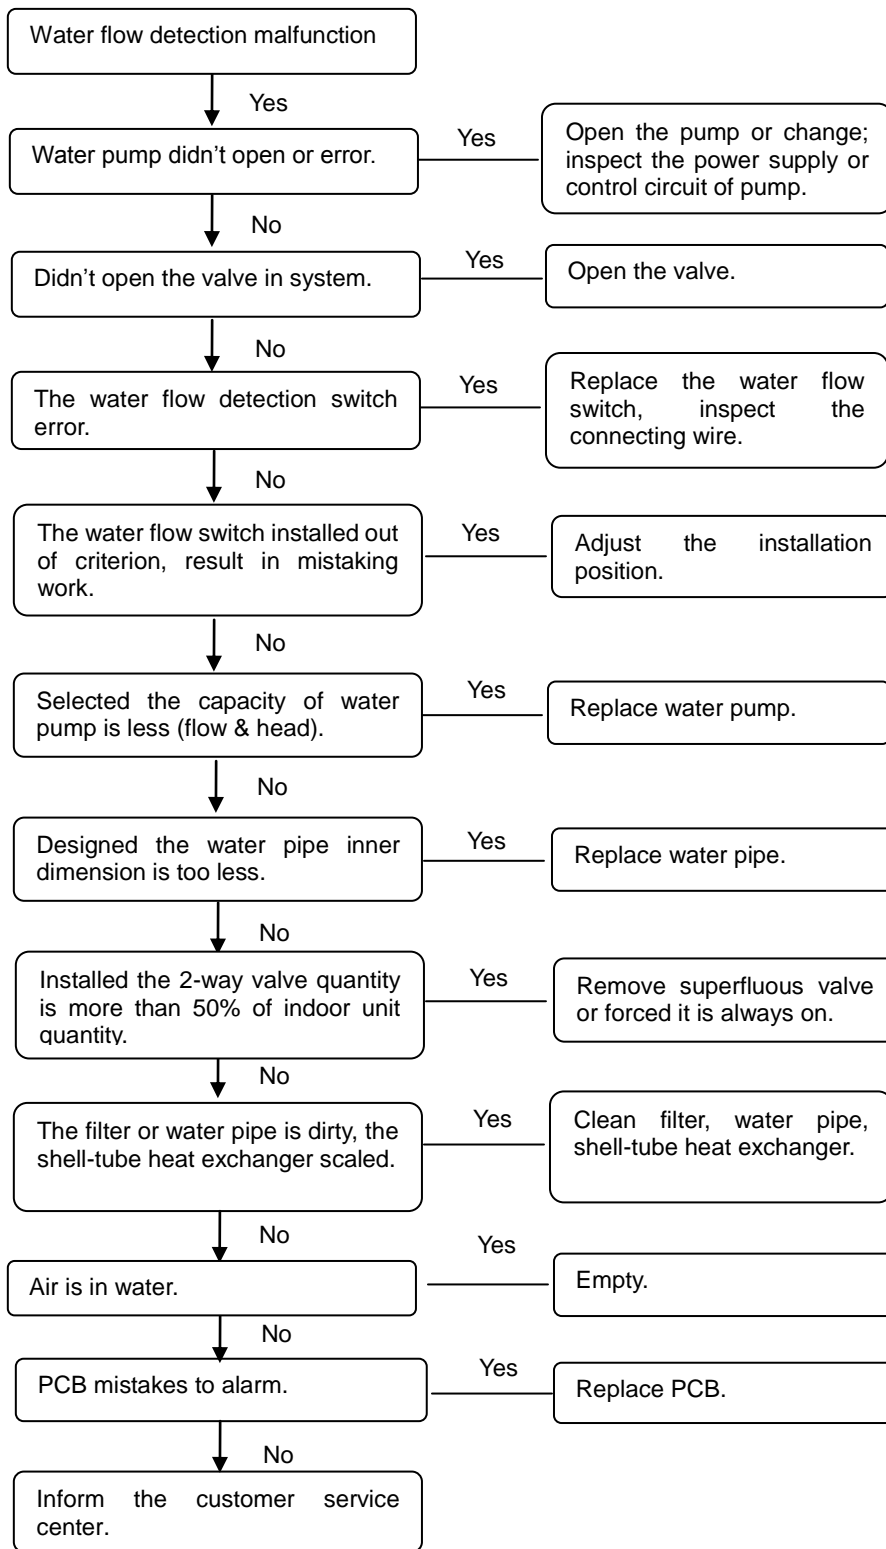 Water flow detection malfunction
Yes
Water pump didn't open or error.
Yes
Open the pump or change;
inspect the power supply or
control circuit of pump.
No
Didn't open the valve in system.
Yes
Open the valve.
No
The water flow detection switch
error.
Yes
Replace the water flow
switch, inspect the
connecting wire.
No
The water flow switch installed out
of criterion, result in mistaking
work.
Yes
Adjust the installation
position.
No
Selected the capacity of water
pump is less (flow & head).
Yes
Replace water pump.
No
Designed the water pipe inner
dimension is too less.
Yes
Replace water pipe.
No
Installed the 2-way valve quantity
is more than 50% of indoor unit
quantity.
Yes
Remove superfluous valve
or forced it is always on.
No
The filter or water pipe is dirty, the
shell-tube heat exchanger scaled.
Yes
Clean filter, water pipe,
shell-tube heat exchanger.
No
Air is in water.
Yes
Empty.
No
PCB mistakes to alarm.
Yes
Replace PCB.
No
Inform the customer service
center.